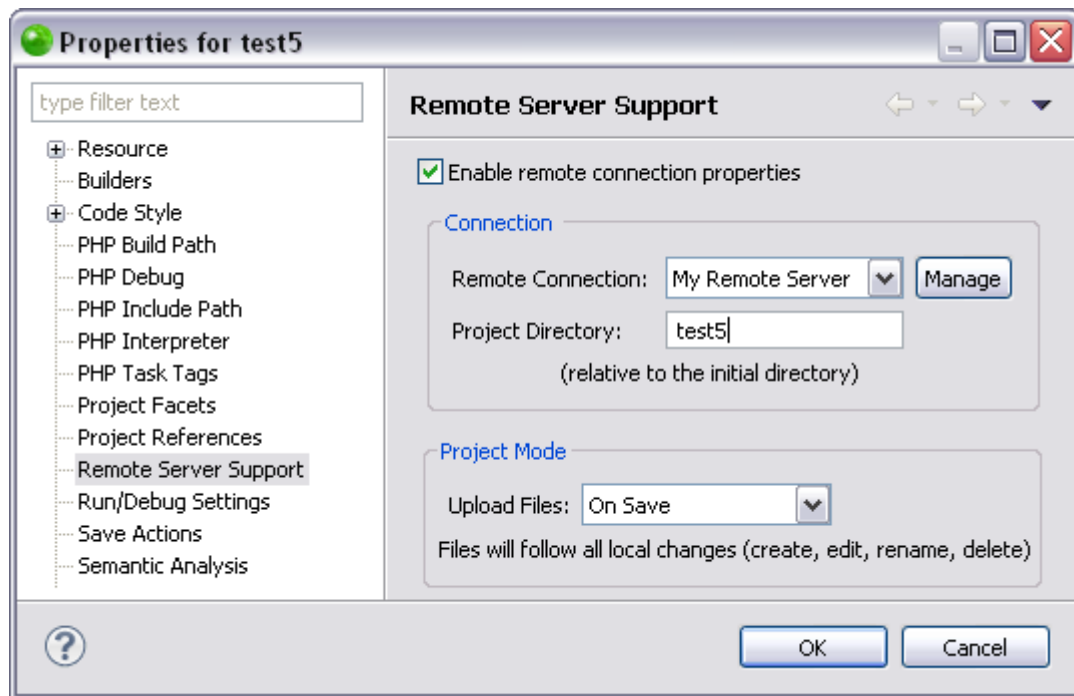 Properties for test5
type filter text
Resource
Builders
Code Style
PHP Build Path
PHP Debug
PHP Include Path
PHP Interpreter
PHP Task Tags
Project Facets
Project References
Remote Server Support
Run/Debug Settings
Save Actions
Semantic Analysis
Remote Server Support
Enable remote connection properties
Connection
Remote Connection: My Remote Server Manage
Project Directory: test5
(relative to the initial directory)
Project Mode
Upload Files: On Save
Files will follow all local changes (create, edit, rename, delete)
? OK Cancel